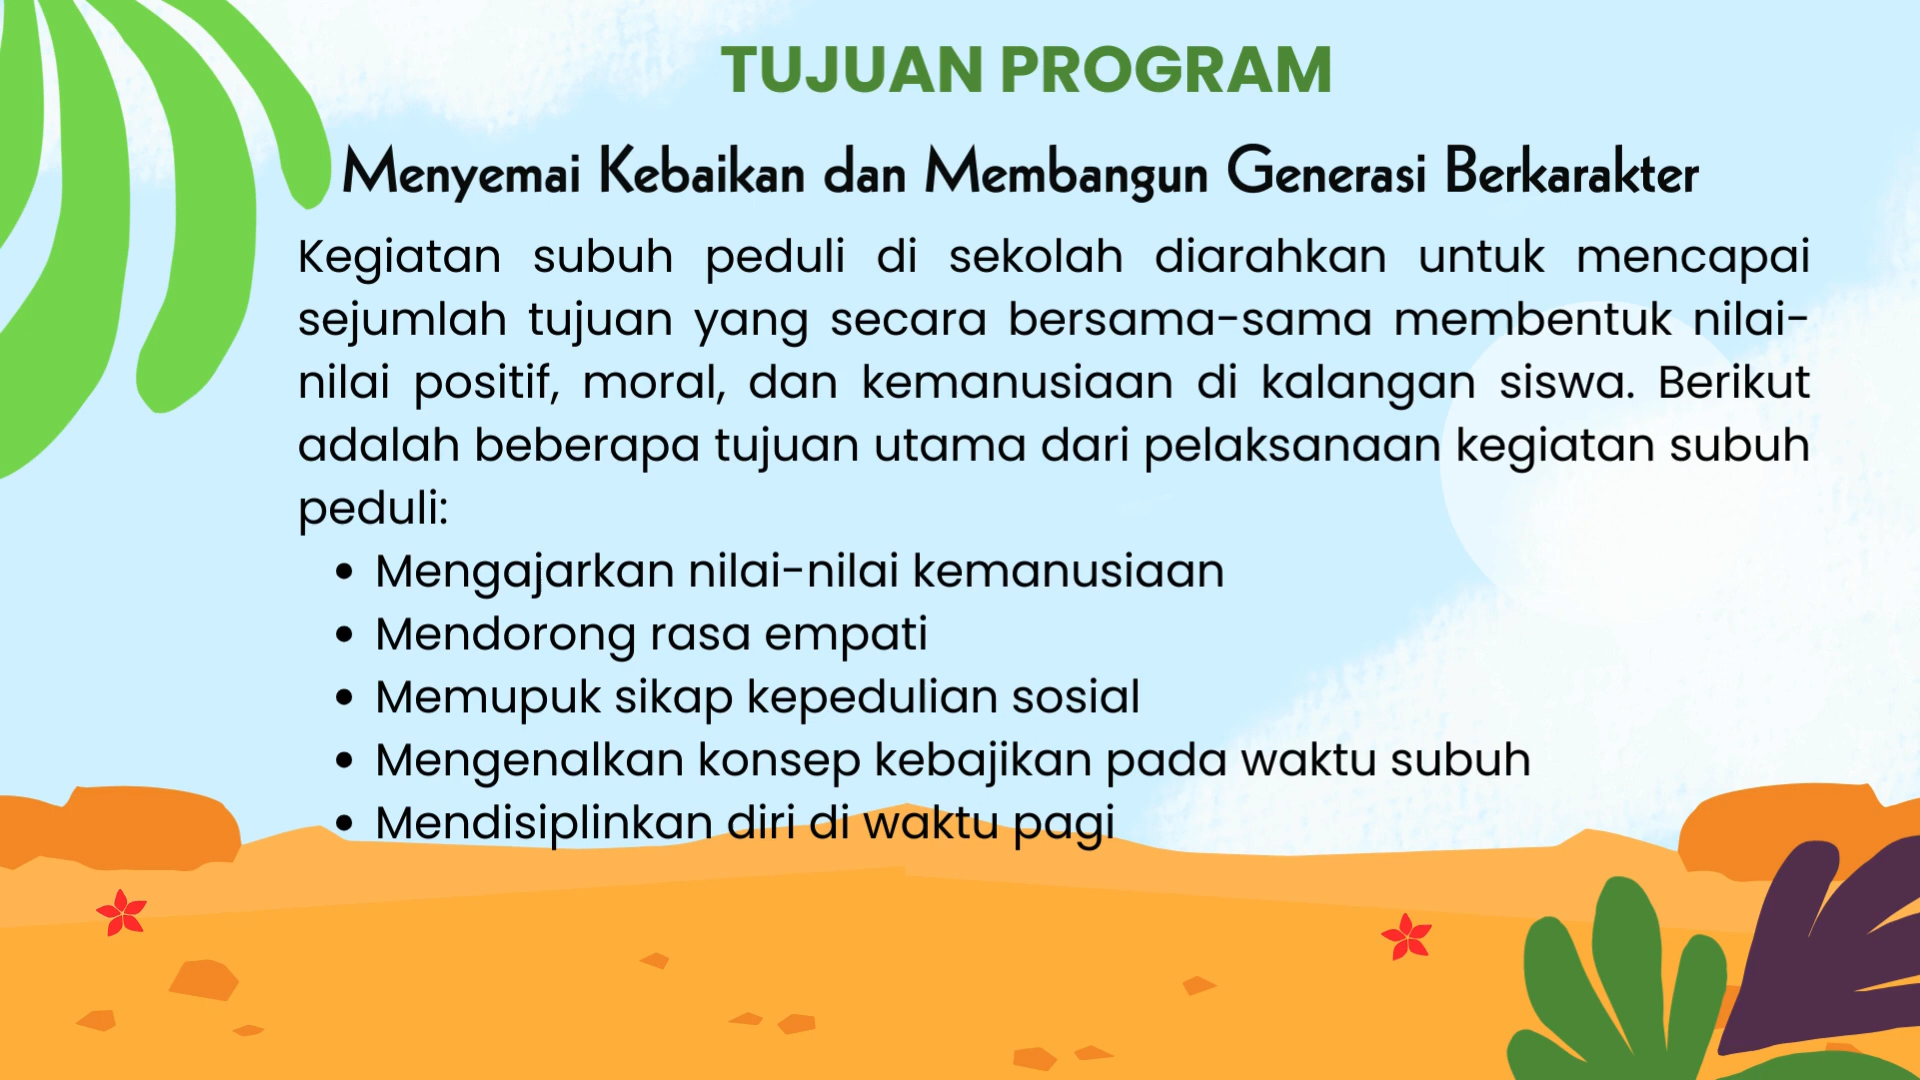 TUJUAN PROGRAM
Menyemai Kebaikan dan Membangun Generasi Berkarakter
Kegiatan subuh peduli di sekolah diarahkan untuk mencapai
sejumlah tujuan yang secara bersama-sama membentuk nilai-
nilai positif, moral, dan kemanusiaan di kalangan siswa. Berikut
adalah beberapa tujuan utama dari pelaksanaan kegiatan subuh
peduli:
• Mengajarkan nilai-nilai kemanusiaan
• Mendorong rasa empati
• Memupuk sikap kepedulian sosial
• Mengenalkan konsep kebajikan pada waktu subuh
• Mendisiplinkan diri di waktu pagi